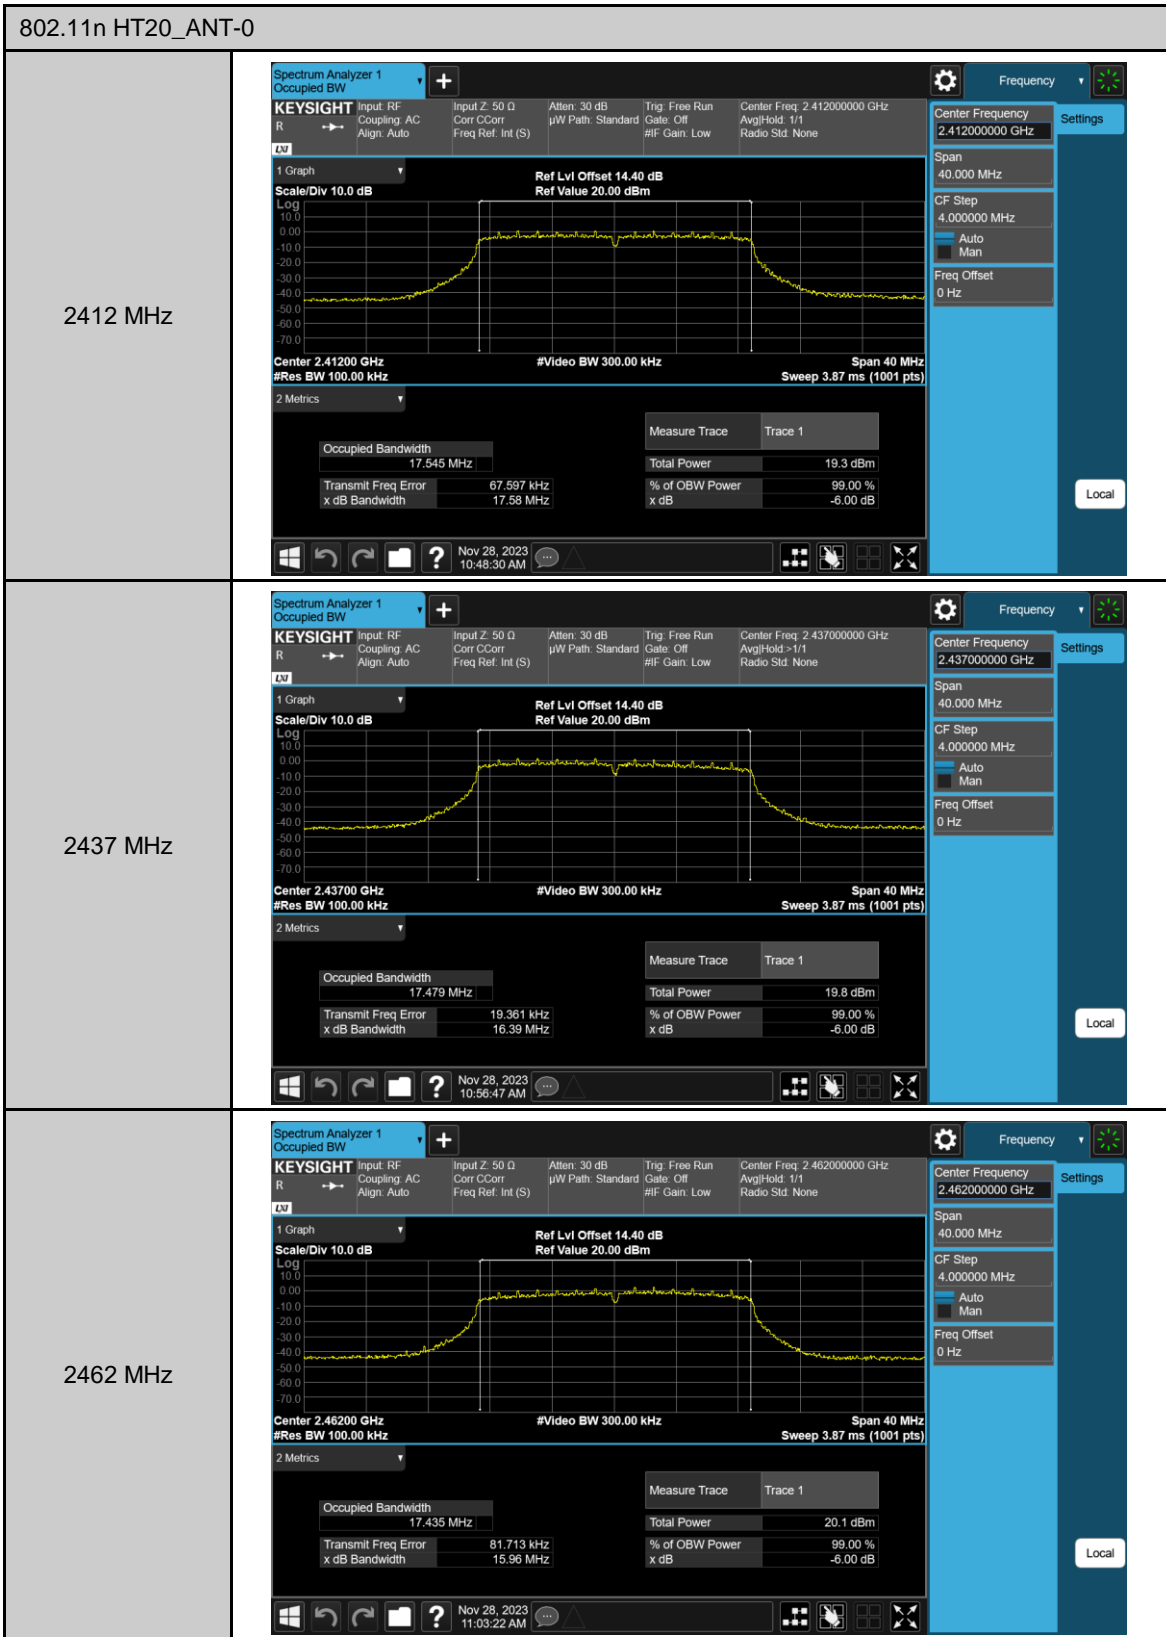 802.11n HT20_ANT-0
2412 MHz
Spectrum Analyzer 1
Occupied BW
Frequency
KEYSIGHT Input: RF Input Z: 50 Ω Atten: 30 dB Trig: Free Run Center Freq: 2.412000000 GHz
R Coupling: AC Corr CCorr µW Path: Standard Gate: Off Avg|Hold: 1/1
Align: Auto Freq Ref: Int (S) #IF Gain: Low Radio Std: None
LXI
Center Frequency
2.412000000 GHz
Settings
Span
40.000 MHz
CF Step
4.000000 MHz
Auto
Man
Freq Offset
0 Hz
1 Graph
Ref Lvl Offset 14.40 dB
Scale/Div 10.0 dB Ref Value 20.00 dBm
Log
10.0
0.00
-10.0
-20.0
-30.0
-40.0
-50.0
-60.0
-70.0
Center 2.41200 GHz #Video BW 300.00 kHz Span 40 MHz
#Res BW 100.00 kHz Sweep 3.87 ms (1001 pts)
2 Metrics
Measure Trace Trace 1
Occupied Bandwidth
17.545 MHz Total Power 19.3 dBm
Transmit Freq Error 67.597 kHz % of OBW Power 99.00 %
x dB Bandwidth 17.58 MHz x dB -6.00 dB
Local
Nov 28, 2023
10:48:30 AM
2437 MHz
Spectrum Analyzer 1
Occupied BW
Frequency
KEYSIGHT Input: RF Input Z: 50 Ω Atten: 30 dB Trig: Free Run Center Freq: 2.437000000 GHz
R Coupling: AC Corr CCorr µW Path: Standard Gate: Off Avg|Hold:>1/1
Align: Auto Freq Ref: Int (S) #IF Gain: Low Radio Std: None
LXI
Center Frequency
2.437000000 GHz
Settings
Span
40.000 MHz
CF Step
4.000000 MHz
Auto
Man
Freq Offset
0 Hz
1 Graph
Ref Lvl Offset 14.40 dB
Scale/Div 10.0 dB Ref Value 20.00 dBm
Log
10.0
0.00
-10.0
-20.0
-30.0
-40.0
-50.0
-60.0
-70.0
Center 2.43700 GHz #Video BW 300.00 kHz Span 40 MHz
#Res BW 100.00 kHz Sweep 3.87 ms (1001 pts)
2 Metrics
Measure Trace Trace 1
Occupied Bandwidth
17.479 MHz Total Power 19.8 dBm
Transmit Freq Error 19.361 kHz % of OBW Power 99.00 %
x dB Bandwidth 16.39 MHz x dB -6.00 dB
Local
Nov 28, 2023
10:56:47 AM
2462 MHz
Spectrum Analyzer 1
Occupied BW
Frequency
KEYSIGHT Input: RF Input Z: 50 Ω Atten: 30 dB Trig: Free Run Center Freq: 2.462000000 GHz
R Coupling: AC Corr CCorr µW Path: Standard Gate: Off Avg|Hold: 1/1
Align: Auto Freq Ref: Int (S) #IF Gain: Low Radio Std: None
LXI
Center Frequency
2.462000000 GHz
Settings
Span
40.000 MHz
CF Step
4.000000 MHz
Auto
Man
Freq Offset
0 Hz
1 Graph
Ref Lvl Offset 14.40 dB
Scale/Div 10.0 dB Ref Value 20.00 dBm
Log
10.0
0.00
-10.0
-20.0
-30.0
-40.0
-50.0
-60.0
-70.0
Center 2.46200 GHz #Video BW 300.00 kHz Span 40 MHz
#Res BW 100.00 kHz Sweep 3.87 ms (1001 pts)
2 Metrics
Measure Trace Trace 1
Occupied Bandwidth
17.435 MHz Total Power 20.1 dBm
Transmit Freq Error 81.713 kHz % of OBW Power 99.00 %
x dB Bandwidth 15.96 MHz x dB -6.00 dB
Local
Nov 28, 2023
11:03:22 AM